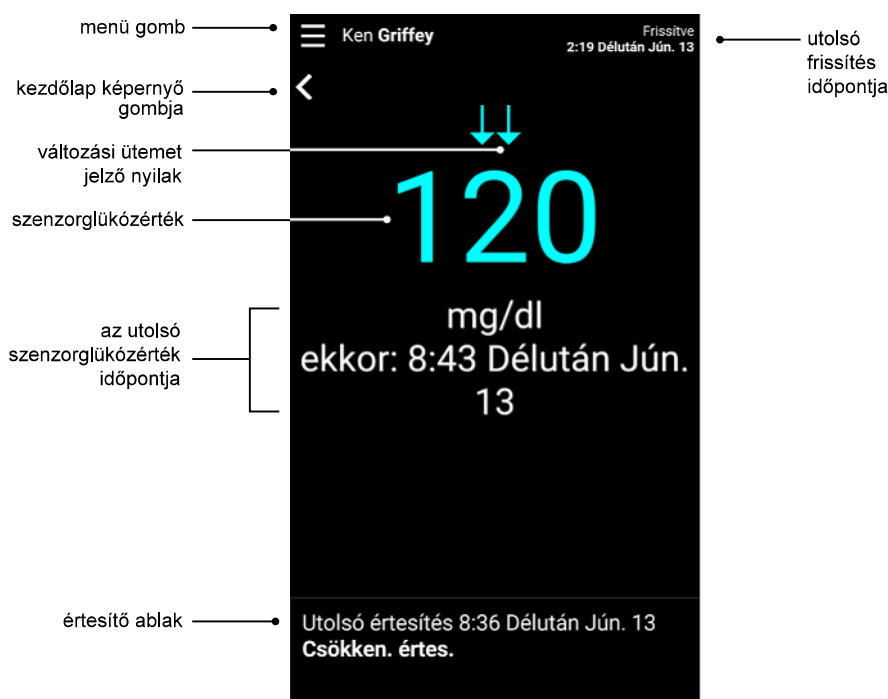 menü gomb
Ken Griffey
Frissítve
2:19 Délután Jún. 13
utolsó
frissítés
időpontja
kezdőlap képernyő
gombja
változási ütemet
jelző nyilak
szenzorglükózérték
120
az utolsó
szenzorglükózérték
időpontja
mg/dl
ekkor: 8:43 Délután Jún.
13
értesítő ablak
Utolsó értesítés 8:36 Délután Jún. 13
Csökken. értes.